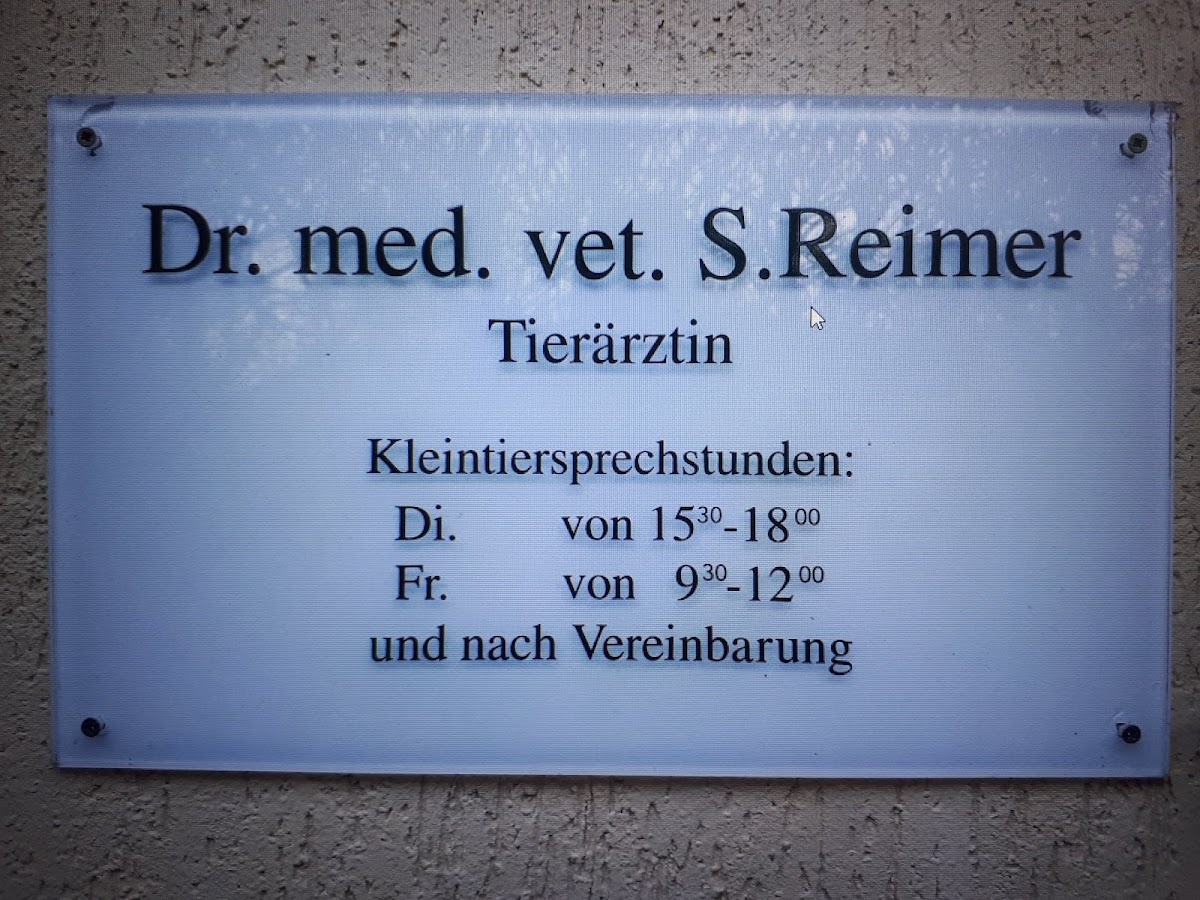 Dr. med. vet. S.Reimer
Tierärztin
Kleintiersprechstunden:
Di. von 15³⁰-18⁰⁰
Fr. von 9³⁰-12⁰⁰
und nach Vereinbarung